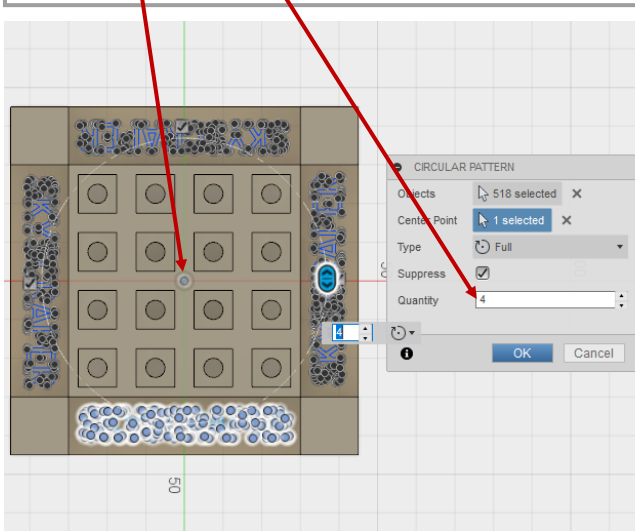 CIRCULAR PATTERN
Objects 518 selected
Center Point 1 selected
Type Full
Suppress
Quantity 4
4
OK Cancel
50